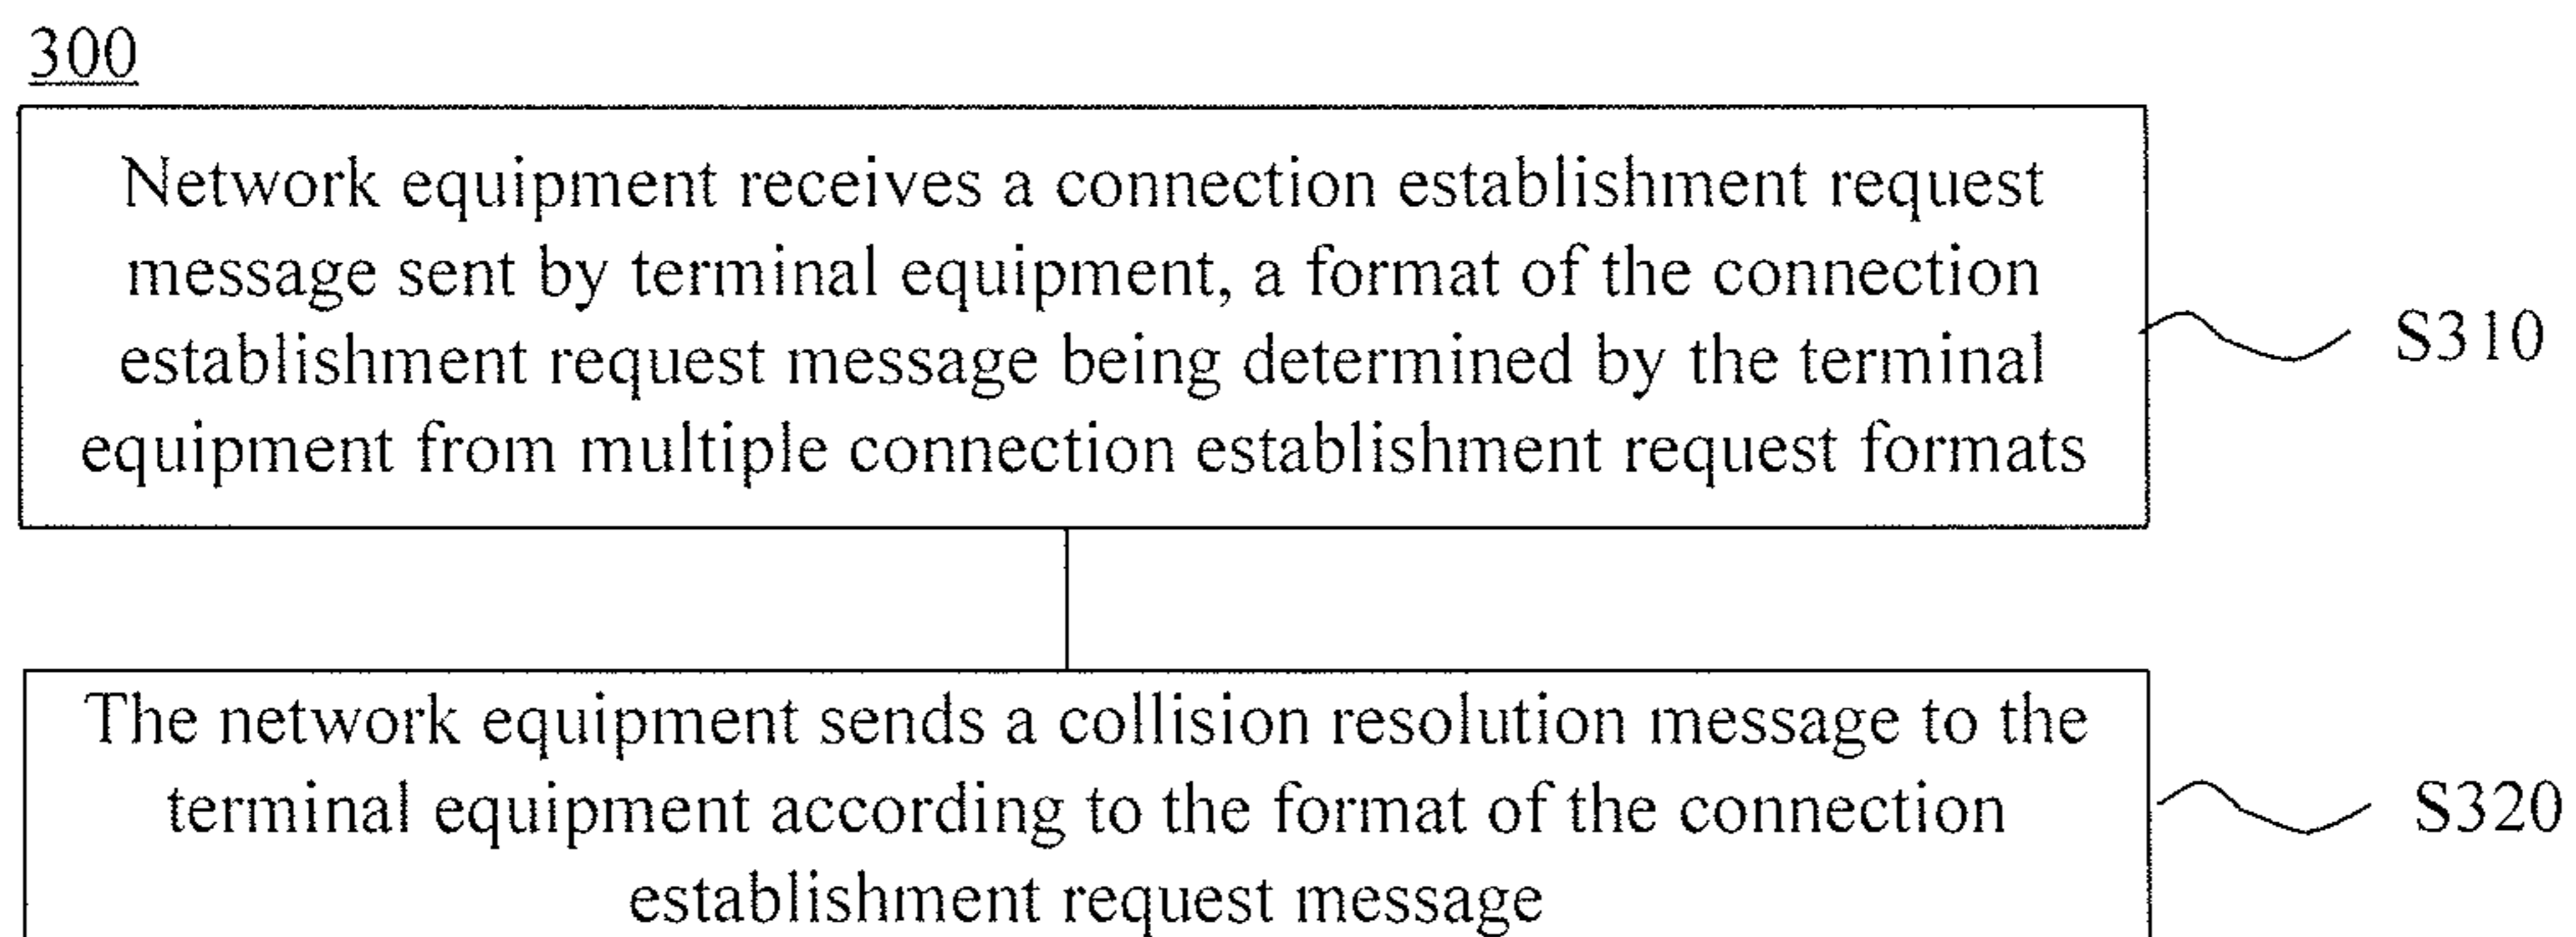 300
Network equipment receives a connection establishment request
message sent by terminal equipment, a format of the connection
establishment request message being determined by the terminal
equipment from multiple connection establishment request formats
S310
The network equipment sends a collision resolution message to the
terminal equipment according to the format of the connection
establishment request message
S320